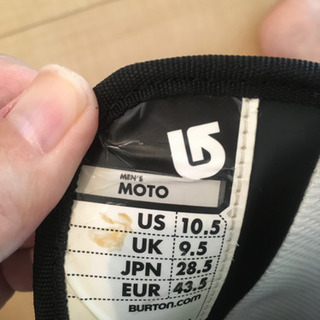 MEN'S
MOTO
US 10.5
UK 9.5
JPN 28.5
EUR 43.5
BURTON.COM